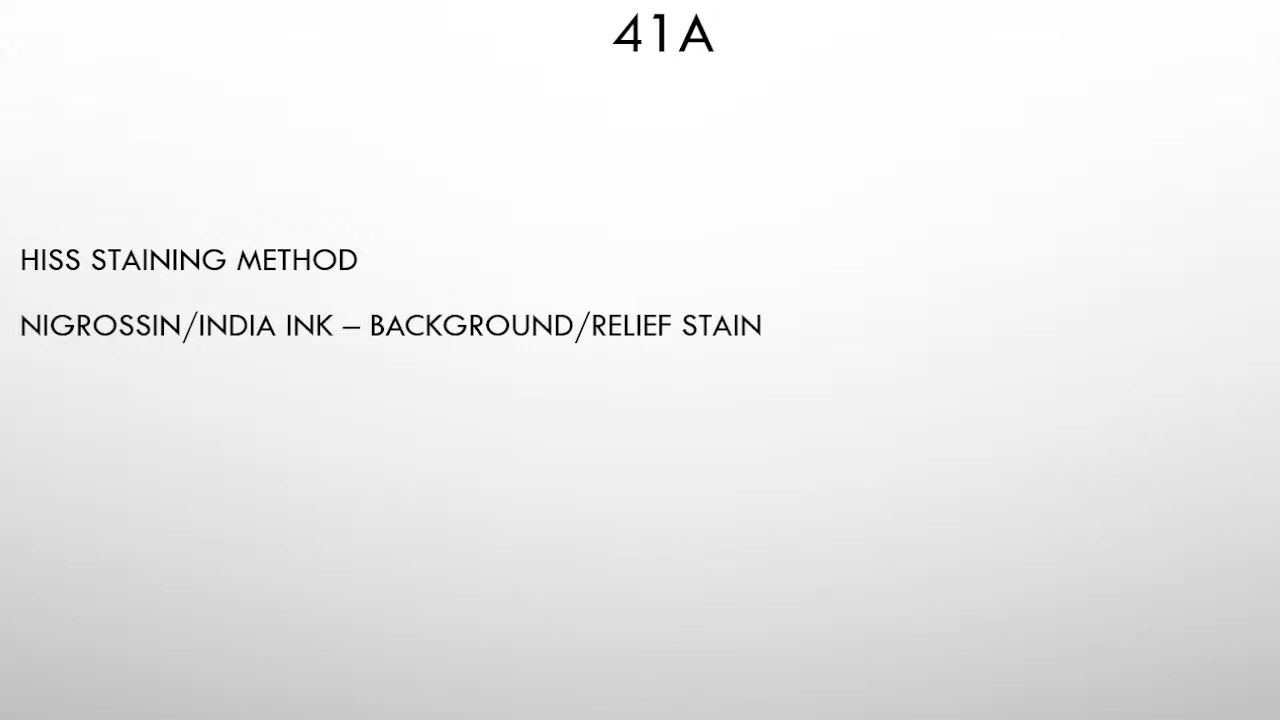 41A
HISS STAINING METHOD
NIGROSSIN/INDIA INK – BACKGROUND/RELIEF STAIN